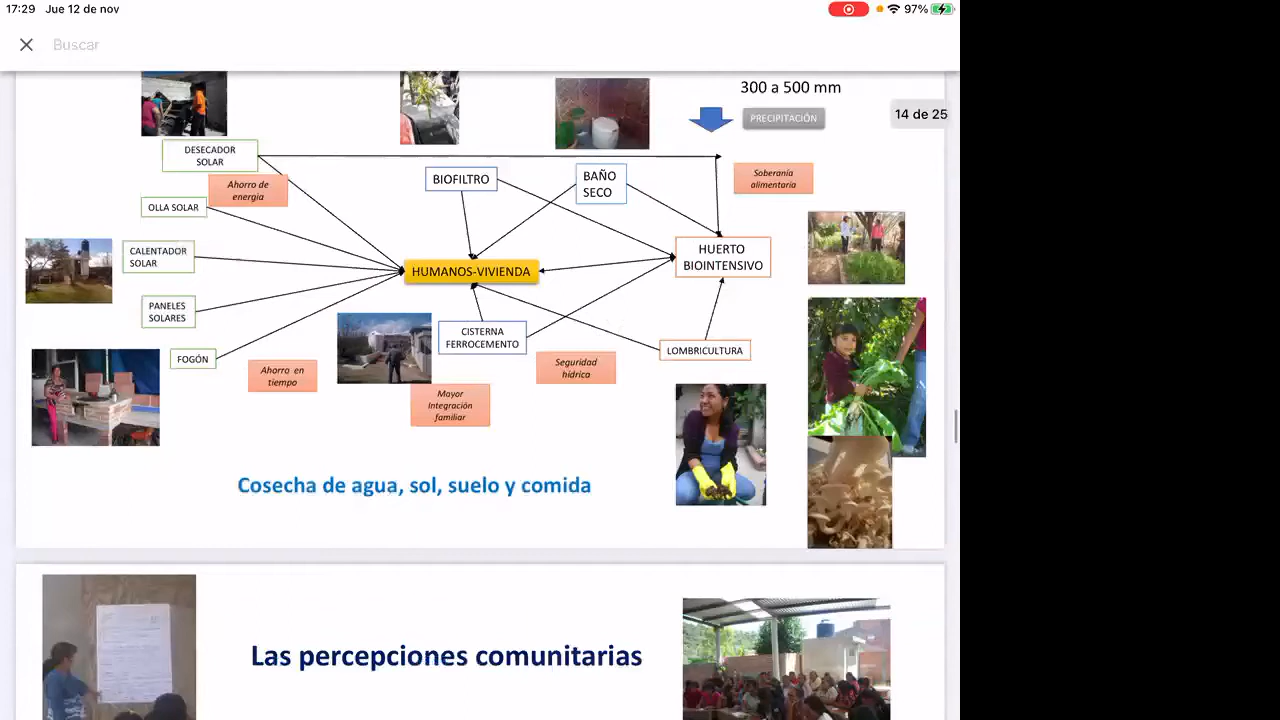 17:29 Jue 12 de nov
97%
Buscar
300 a 500 mm
14 de 25
PRECIPITACIÓN
DESECADOR
SOLAR
Ahorro de
energía
Soberanía
alimentaria
BIOFILTRO
BAÑO
SECO
OLLA SOLAR
CALENTADOR
SOLAR
HUMANOS-VIVIENDA
HUERTO
BIOINTENSIVO
PANELES
SOLARES
CISTERNA
FERROCEMENTO
FOGÓN
LOMBRICULTURA
Ahorro en
tiempo
Seguridad
hídrica
Mayor
Integración
familiar
Cosecha de agua, sol, suelo y comida
Las percepciones comunitarias